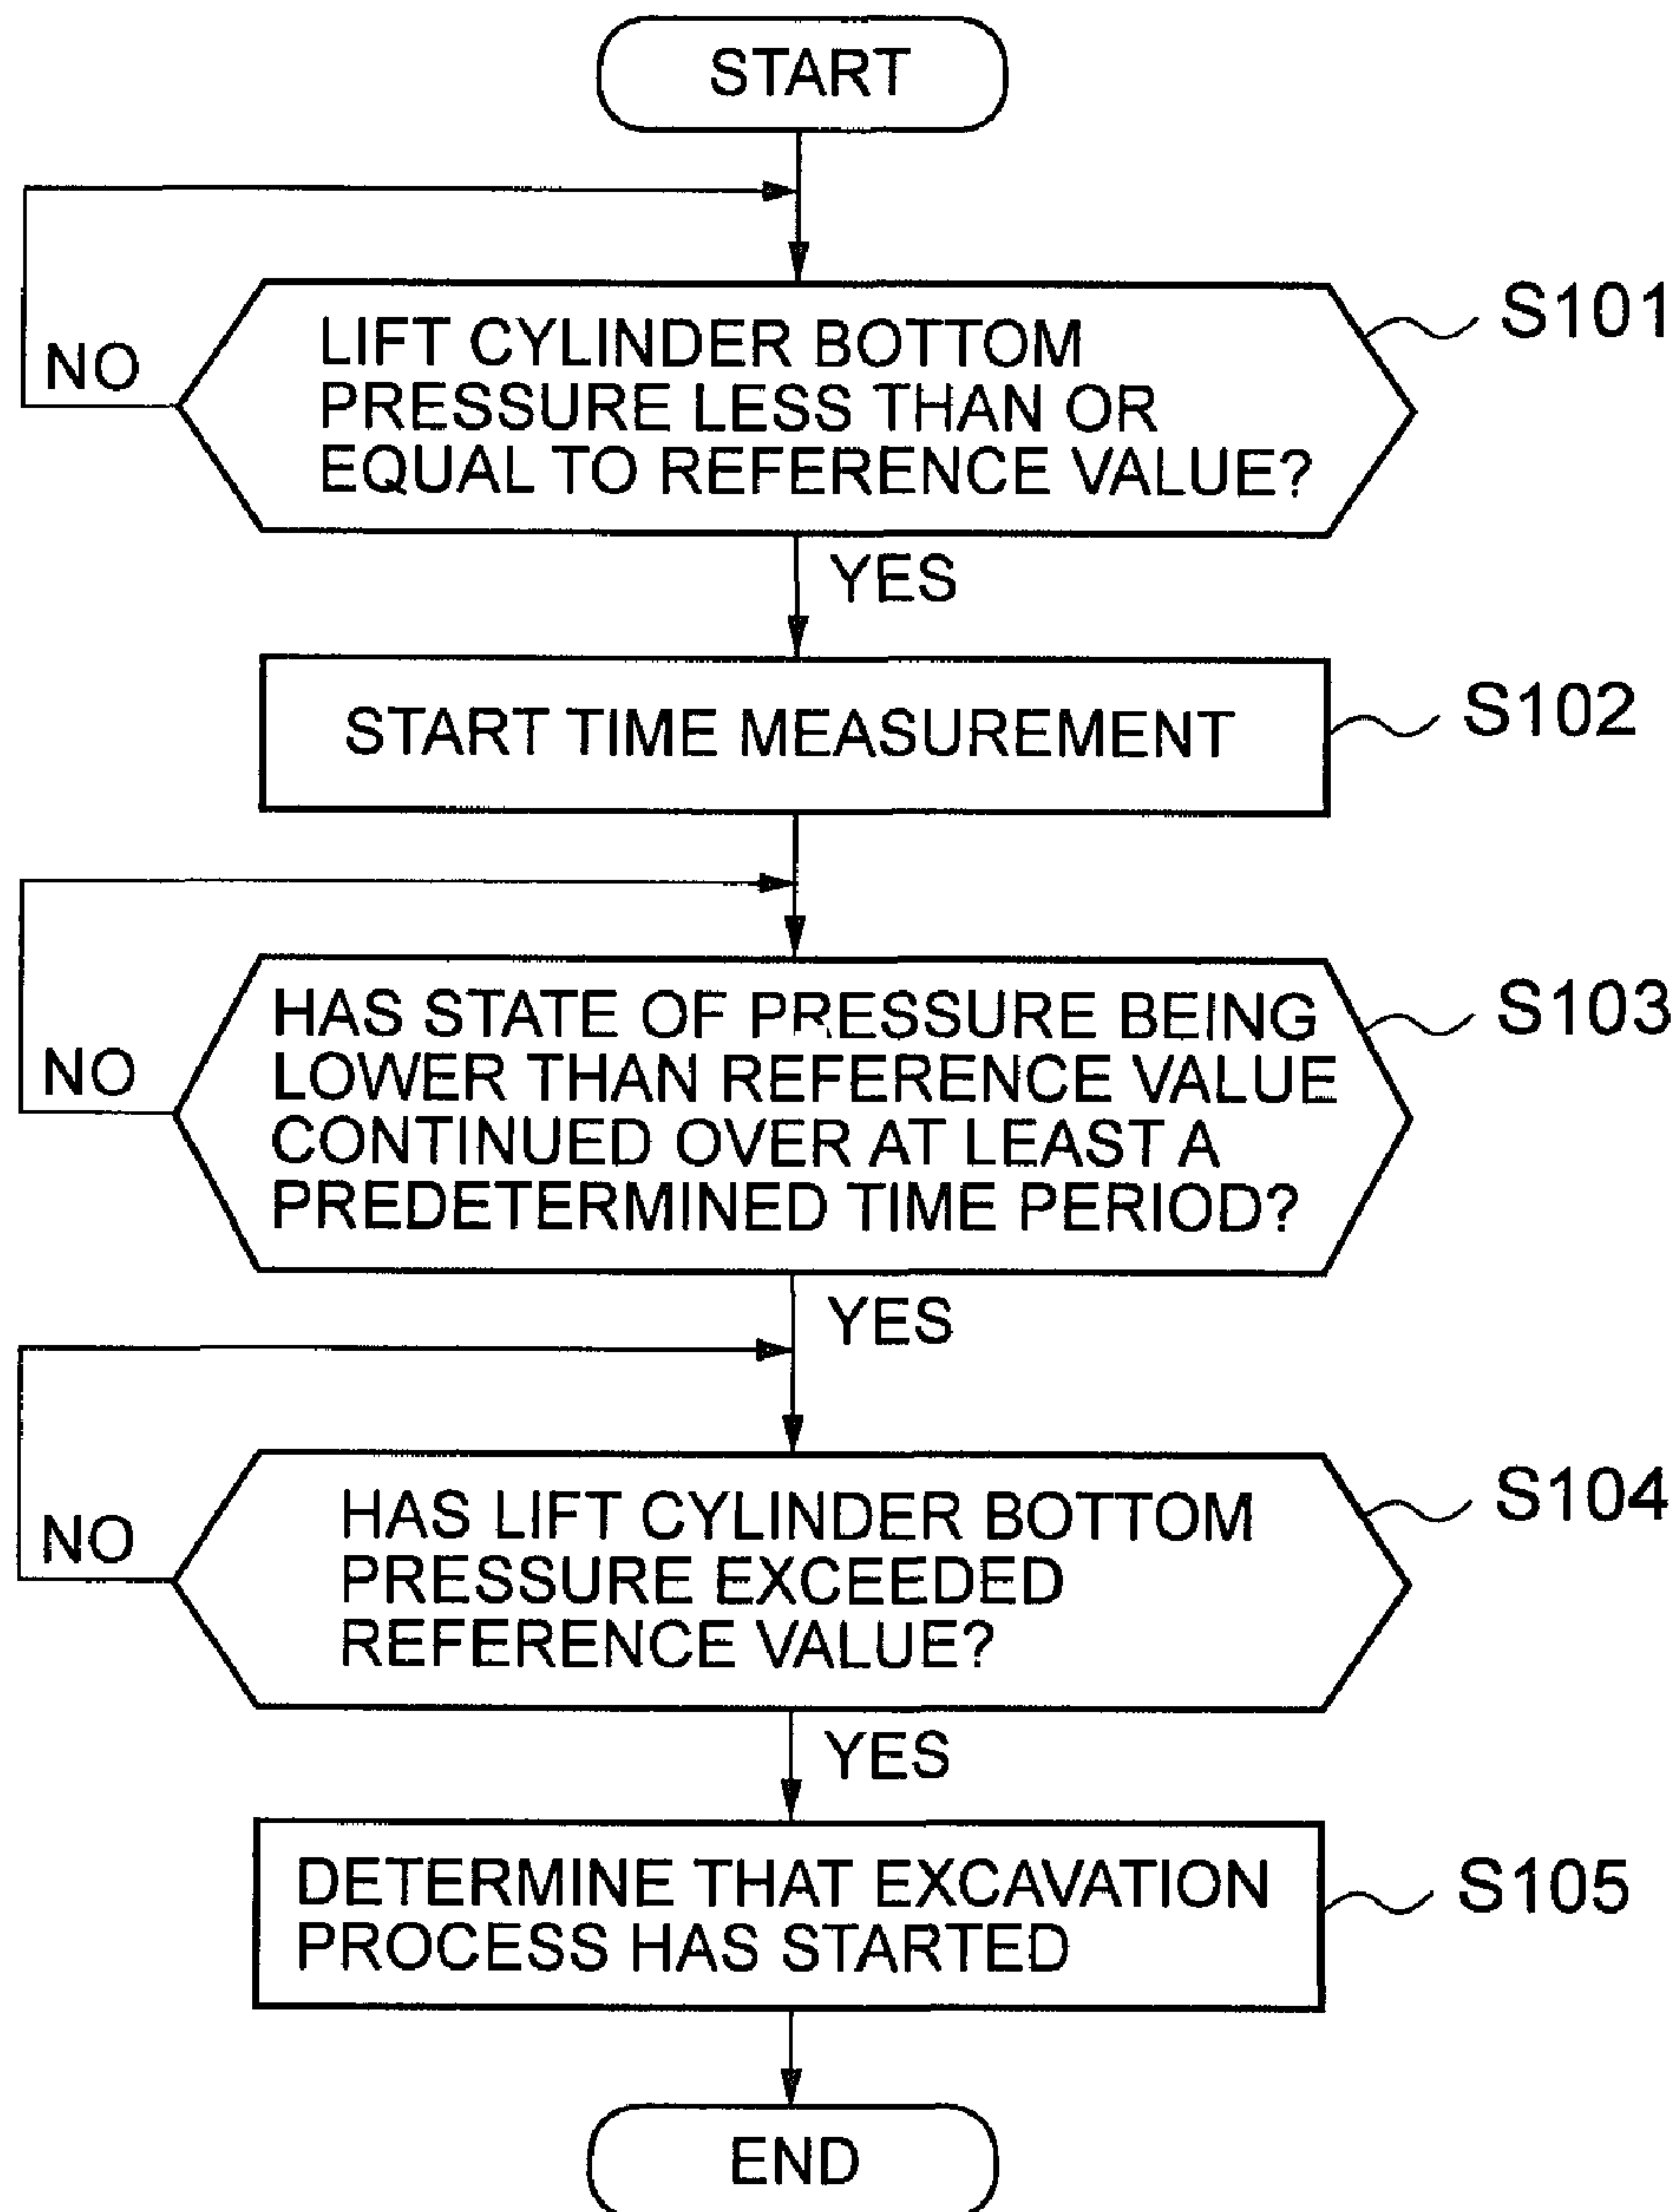 START
NO
LIFT CYLINDER BOTTOM
PRESSURE LESS THAN OR
EQUAL TO REFERENCE VALUE?
S101
YES
START TIME MEASUREMENT
S102
NO
HAS STATE OF PRESSURE BEING
LOWER THAN REFERENCE VALUE
CONTINUED OVER AT LEAST A
PREDETERMINED TIME PERIOD?
S103
YES
NO
HAS LIFT CYLINDER BOTTOM
PRESSURE EXCEEDED
REFERENCE VALUE?
S104
YES
DETERMINE THAT EXCAVATION
PROCESS HAS STARTED
S105
END